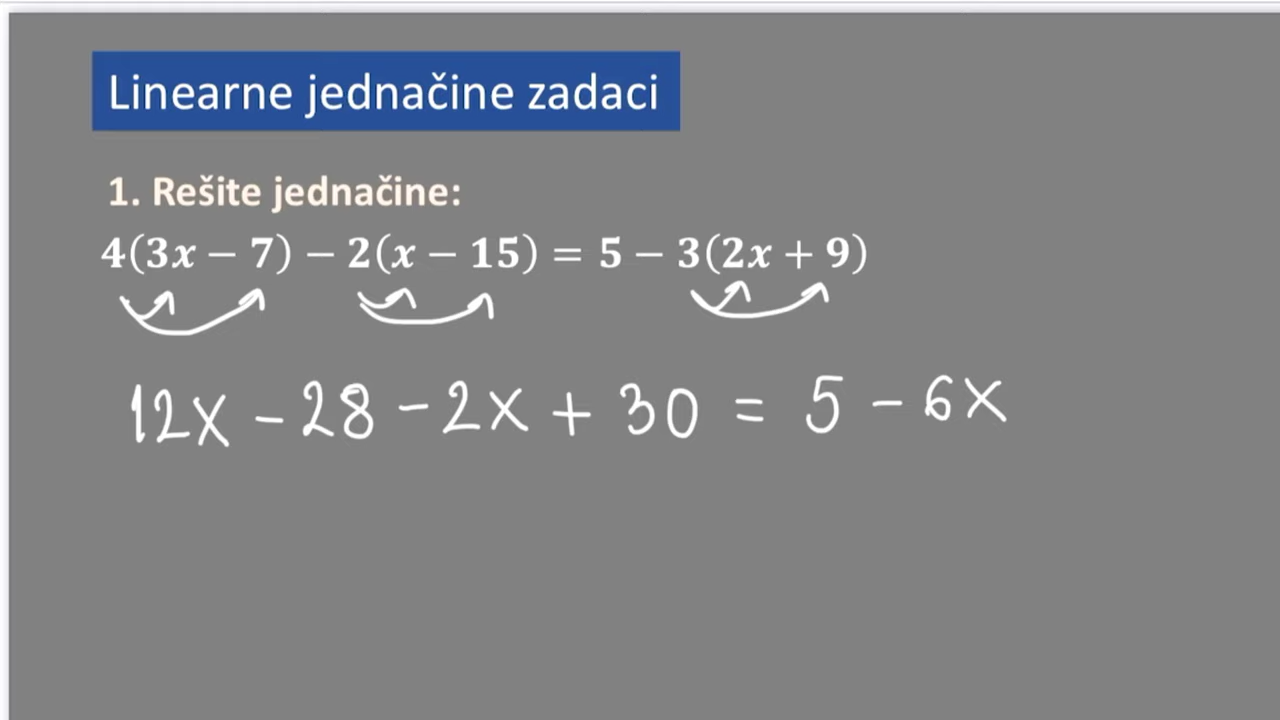 Linearne jednačine zadaci
1. Rešite jednačine:
4(3x − 7) − 2(x − 15) = 5 − 3(2x + 9)
12x − 28 − 2x + 30 = 5 − 6x